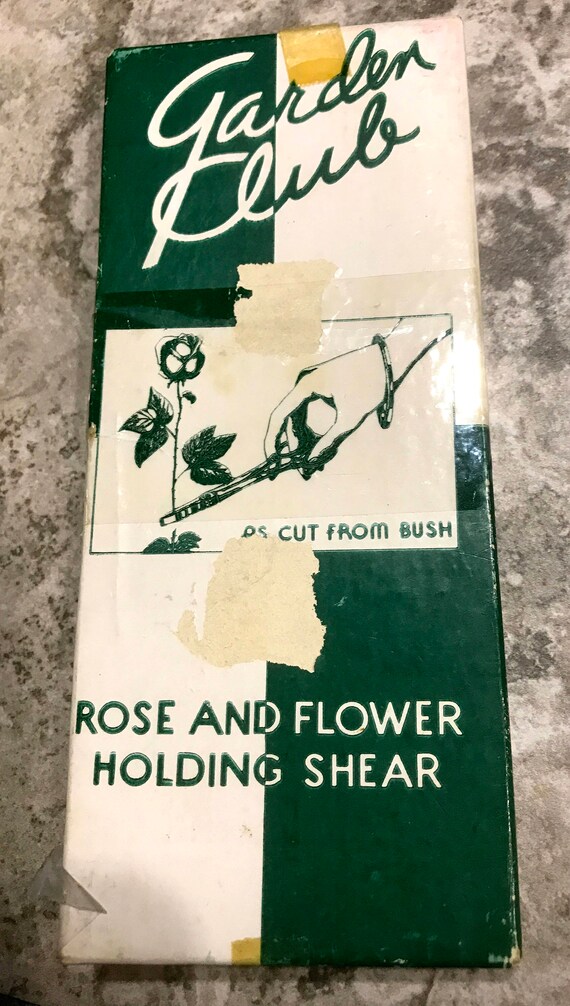 Garden
Club
CUT FROM BUSH
ROSE AND FLOWER
HOLDING SHEAR